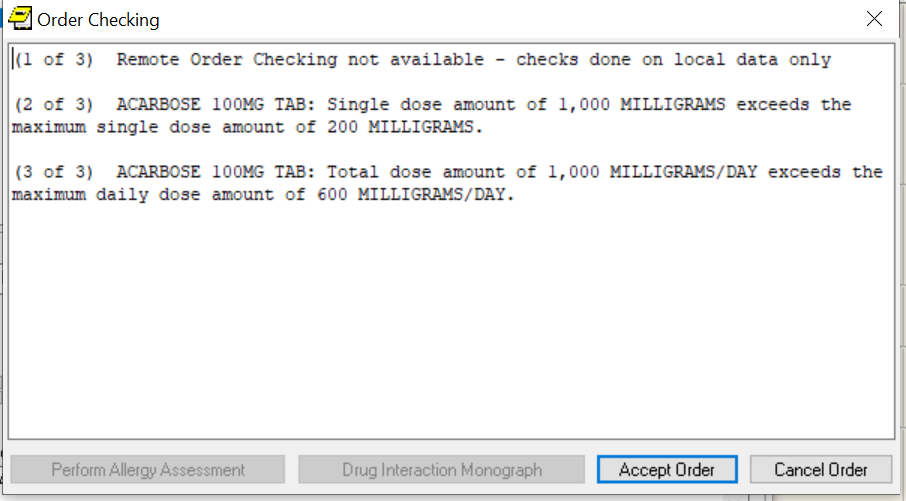 Order Checking
(1 of 3)  Remote Order Checking not available - checks done on local data only
(2 of 3)  ACARBOSE 100MG TAB: Single dose amount of 1,000 MILLIGRAMS exceeds the
maximum single dose amount of 200 MILLIGRAMS.
(3 of 3)  ACARBOSE 100MG TAB: Total dose amount of 1,000 MILLIGRAMS/DAY exceeds the
maximum daily dose amount of 600 MILLIGRAMS/DAY.
Perform Allergy Assessment
Drug Interaction Monograph
Accept Order
Cancel Order